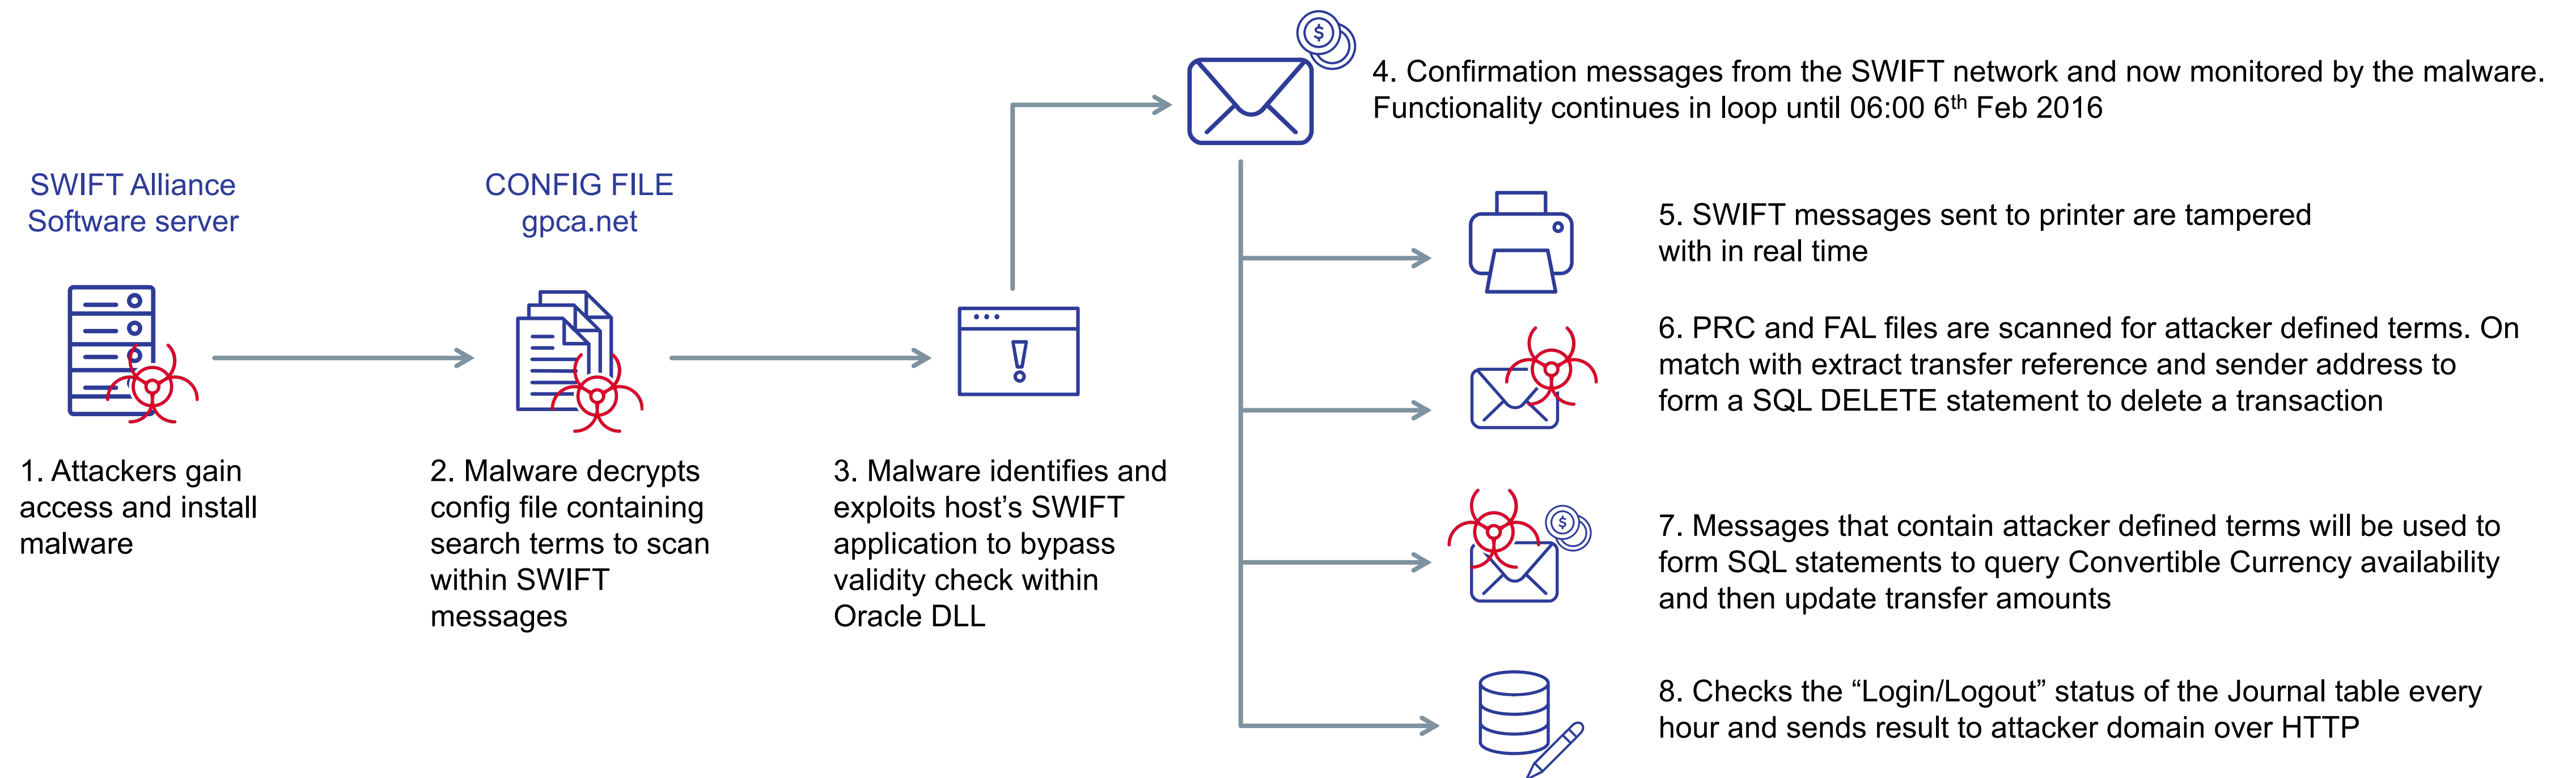 SWIFT Alliance
Software server
1. Attackers gain
access and install
malware
CONFIG FILE
gpca.net
2. Malware decrypts
config file containing
search terms to scan
within SWIFT
messages
3. Malware identifies and
exploits host’s SWIFT
application to bypass
validity check within
Oracle DLL
$
4. Confirmation messages from the SWIFT network and now monitored by the malware.
Functionality continues in loop until 06:00 6th Feb 2016
5. SWIFT messages sent to printer are tampered
with in real time
6. PRC and FAL files are scanned for attacker defined terms. On
match with extract transfer reference and sender address to
form a SQL DELETE statement to delete a transaction
$
7. Messages that contain attacker defined terms will be used to
form SQL statements to query Convertible Currency availability
and then update transfer amounts
8. Checks the “Login/Logout” status of the Journal table every
hour and sends result to attacker domain over HTTP